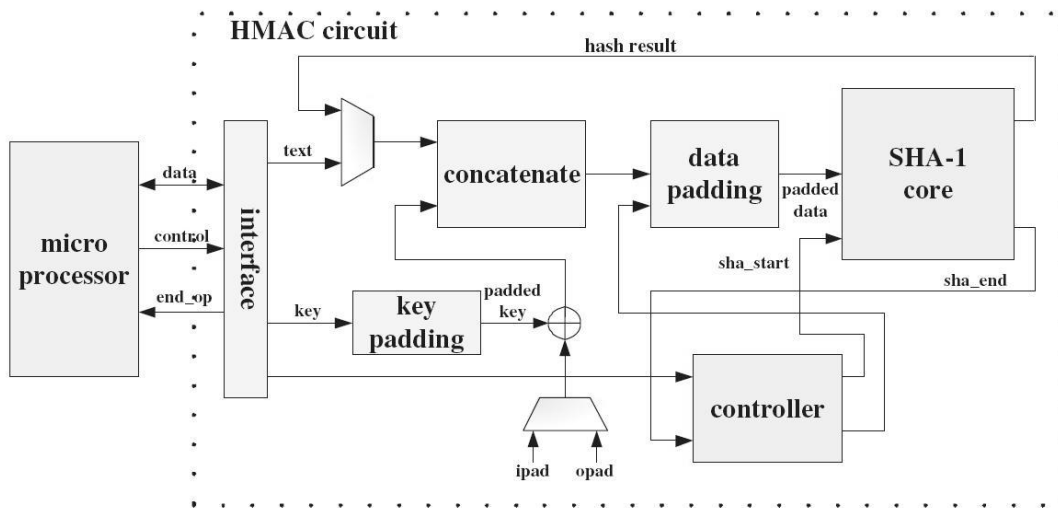 HMAC circuit
hash result
text
concatenate
data
padding
SHA-1
core
padded
data
micro
processor
data
control
end_op
interface
key
key
padding
padded
key
sha_start
sha_end
controller
ipad
opad